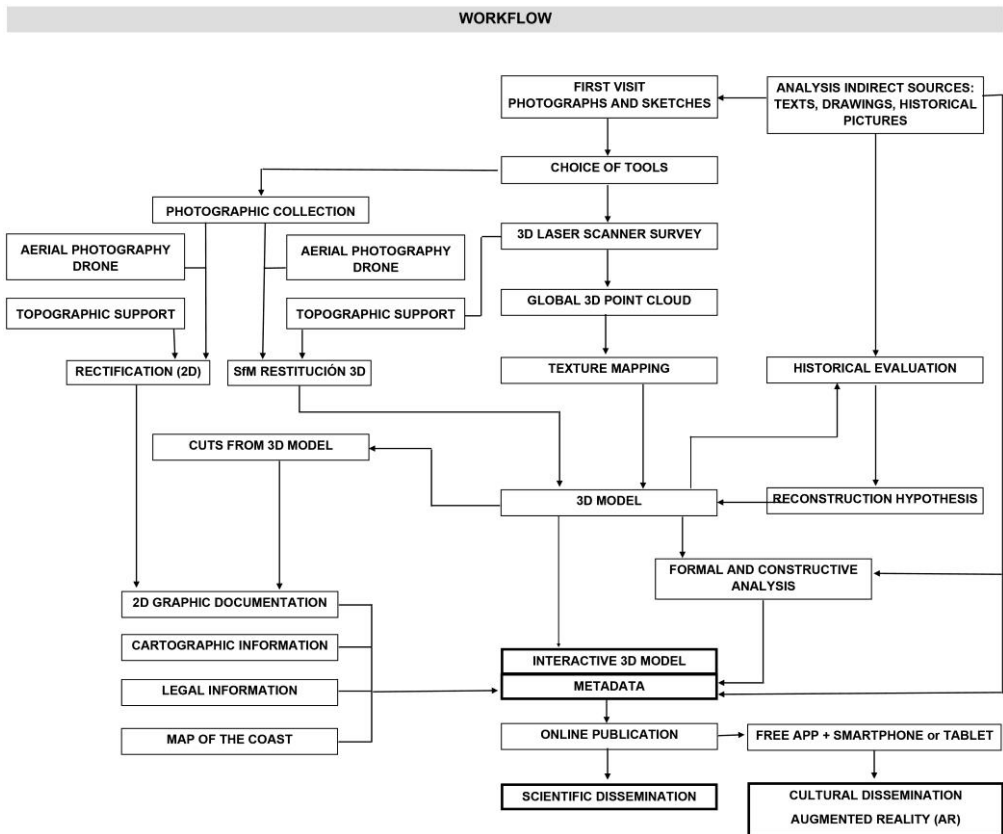 WORKFLOW
FIRST VISIT
PHOTOGRAPHS AND SKETCHES
ANALYSIS INDIRECT SOURCES:
TEXTS, DRAWINGS, HISTORICAL
PICTURES
CHOICE OF TOOLS
PHOTOGRAPHIC COLLECTION
3D LASER SCANNER SURVEY
AERIAL PHOTOGRAPHY
DRONE
AERIAL PHOTOGRAPHY
DRONE
GLOBAL 3D POINT CLOUD
TOPOGRAPHIC SUPPORT
TOPOGRAPHIC SUPPORT
RECTIFICATION (2D)
SfM RESTITUCIÓN 3D
TEXTURE MAPPING
HISTORICAL EVALUATION
CUTS FROM 3D MODEL
3D MODEL
RECONSTRUCTION HYPOTHESIS
FORMAL AND CONSTRUCTIVE
ANALYSIS
2D GRAPHIC DOCUMENTATION
CARTOGRAPHIC INFORMATION
INTERACTIVE 3D MODEL
LEGAL INFORMATION
METADATA
MAP OF THE COAST
ONLINE PUBLICATION
FREE APP + SMARTPHONE or TABLET
SCIENTIFIC DISSEMINATION
CULTURAL DISSEMINATION
AUGMENTED REALITY (AR)